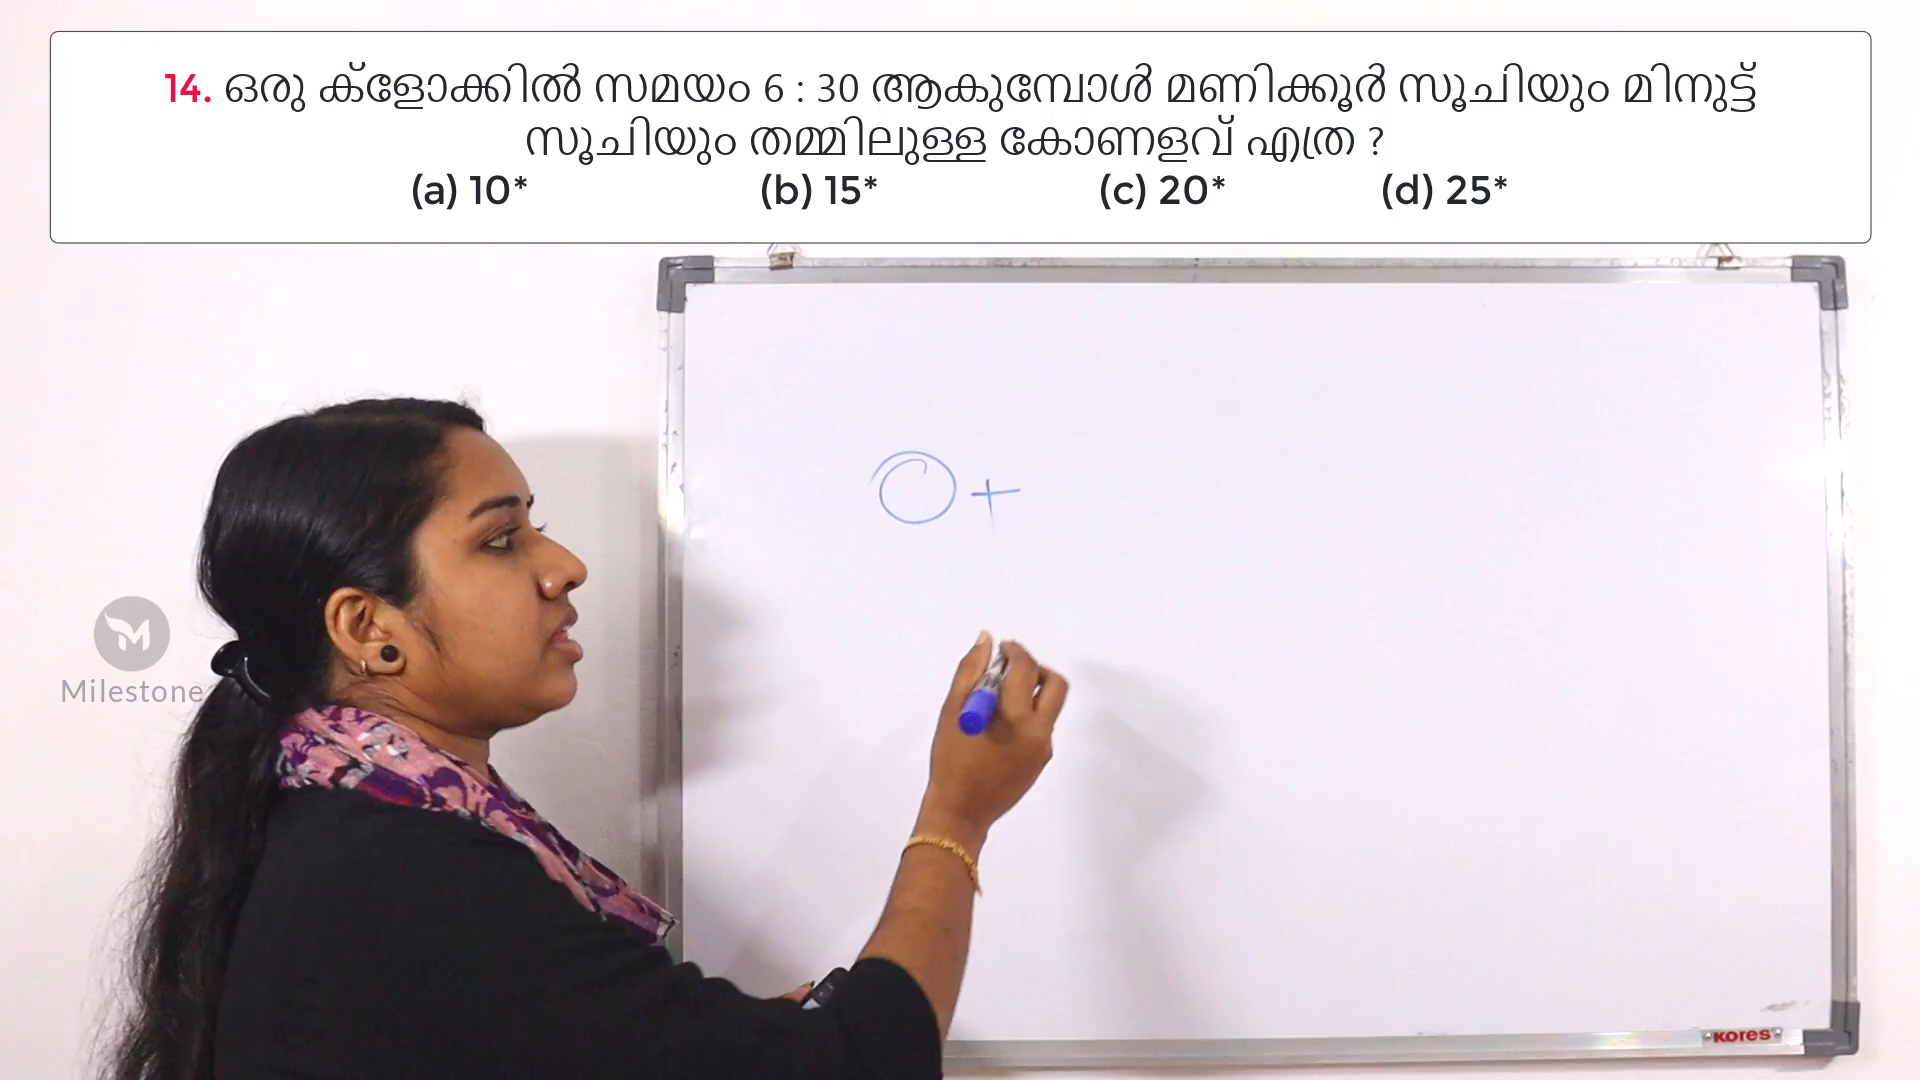 14. ഒരു ക്ളോക്കിൽ സമയം 6 : 30 ആകുമ്പോൾ മണിക്കൂർ സൂചിയും മിനുട്ട്
സൂചിയും തമ്മിലുള്ള കോണളവ് എത്ര ?
(a) 10* (b) 15* (c) 20* (d) 25*
O +
Milestone
KOReS